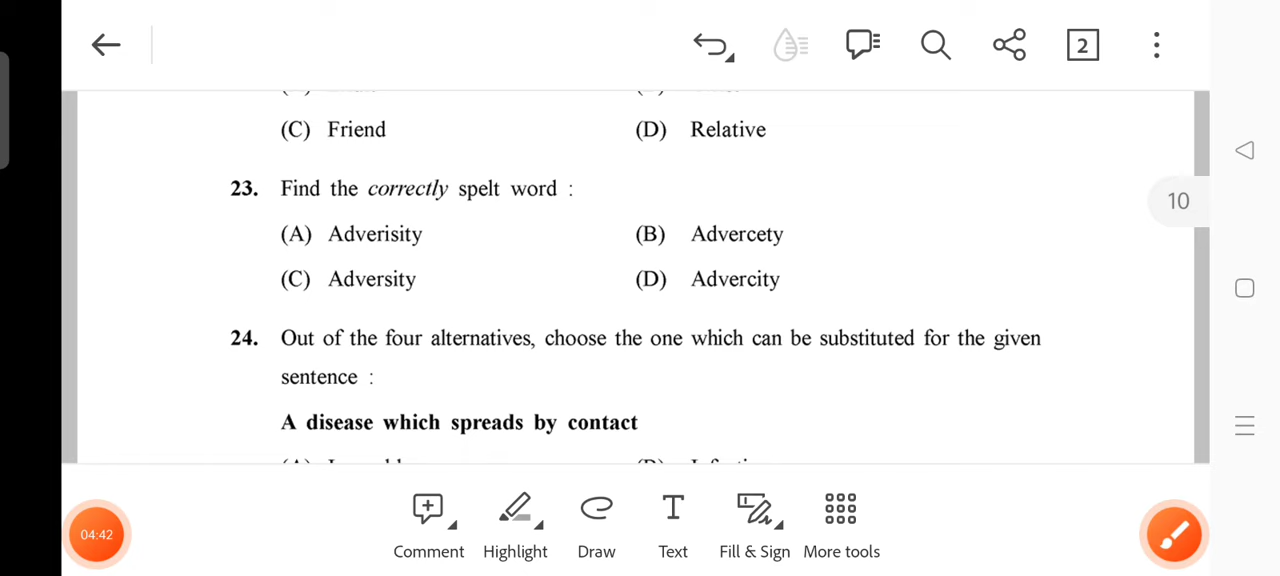 2
(C) Friend (D) Relative
23. Find the correctly spelt word :
10
(A) Adverisity (B) Advercety
(C) Adversity (D) Advercity
24. Out of the four alternatives, choose the one which can be substituted for the given
sentence :
A disease which spreads by contact
04:42
Comment Highlight Draw Text Fill & Sign More tools